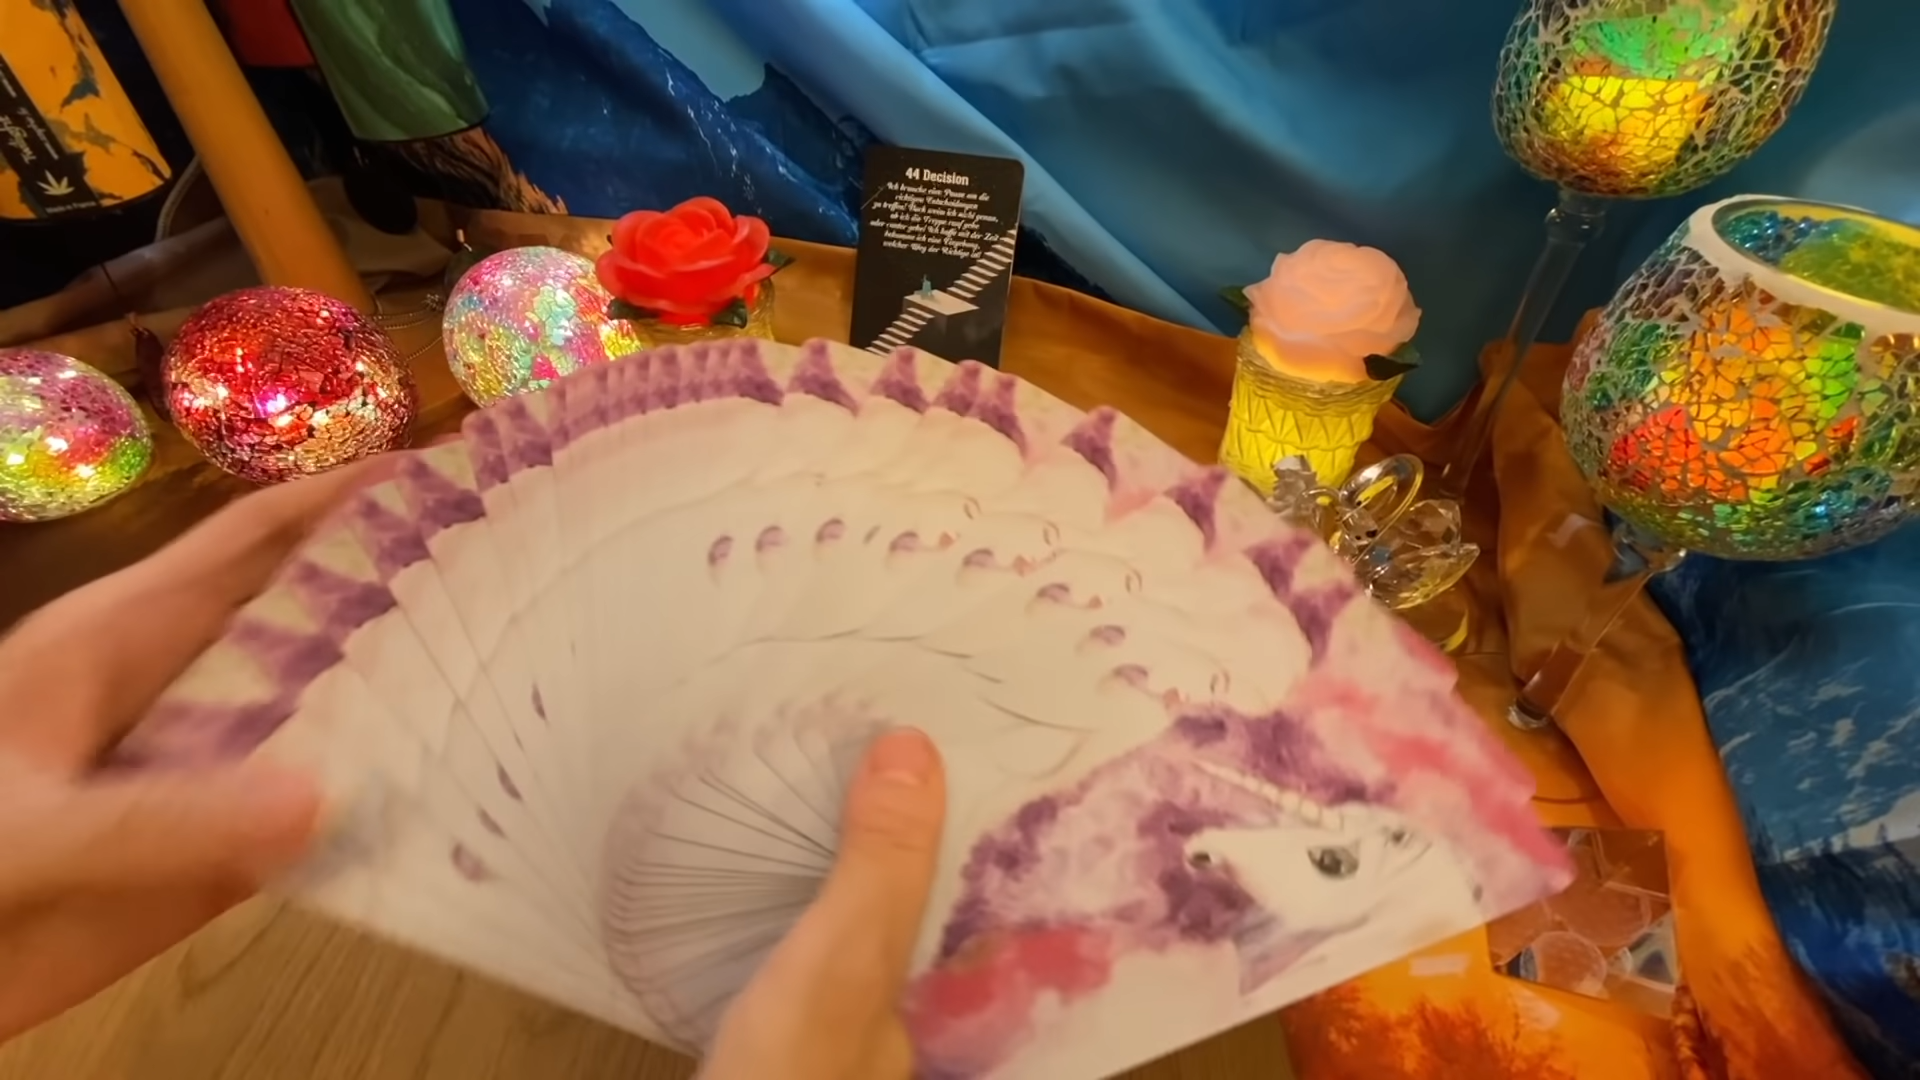 44 Decision
Ich brauche eine Pause um die
richtigen Entscheidungen
zu treffen! Doch weiss ich nicht genau,
ob ich die Treppe rauf gehe
oder runter gehe! Ich hoffe mit der Zeit
bekomme ich eine Eingebung,
welcher Weg der Richtige ist!